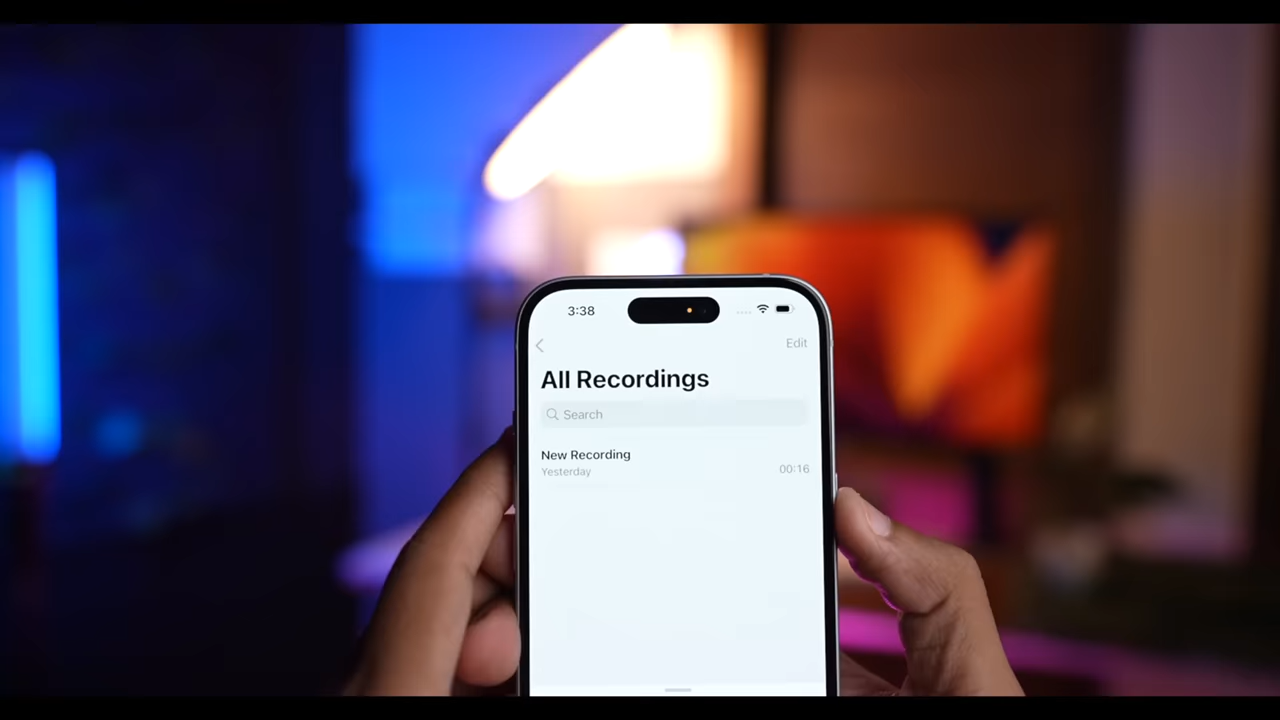 3:38
Edit
All Recordings
Search
New Recording
Yesterday
00:16